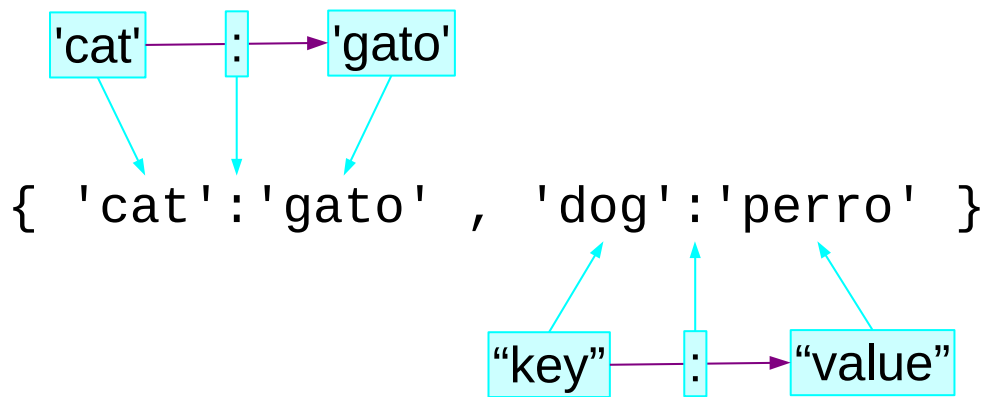 'cat' : 'gato'
{ 'cat':'gato' , 'dog':'perro' }
“key” : “value”